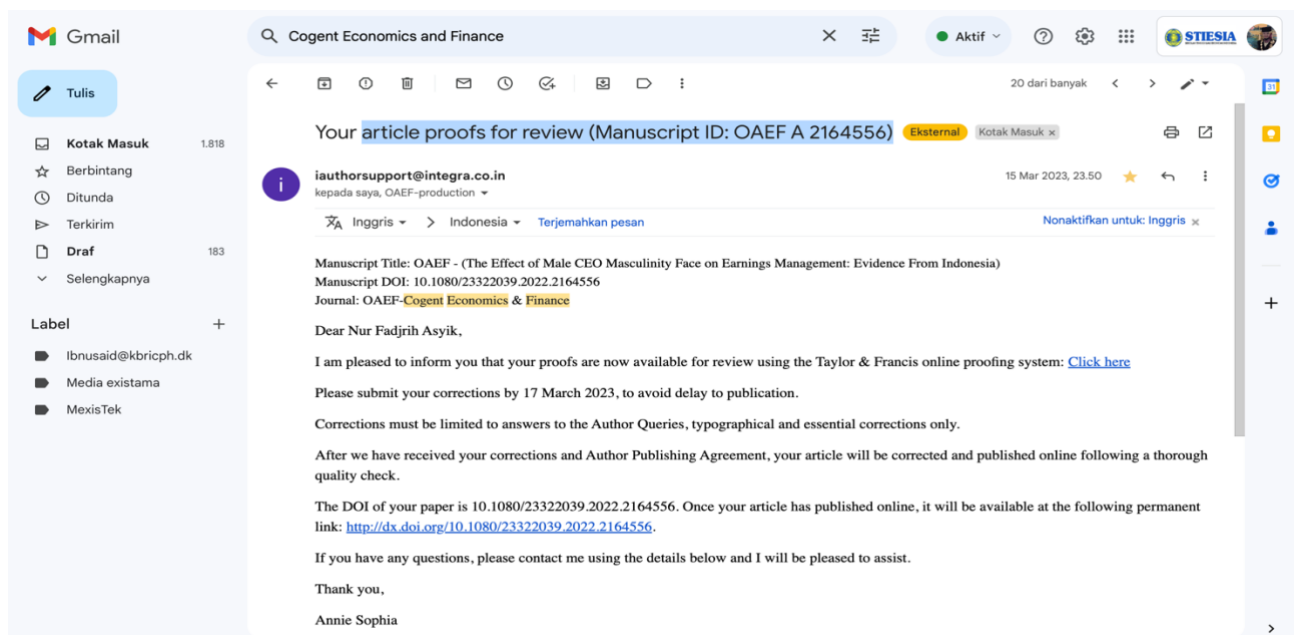 Gmail
Cogent Economics and Finance
Aktif
STIESIA
Tulis
20 dari banyak
Kotak Masuk 1.818
Berbintang
Ditunda
Terkirim
Draf 183
Selengkapnya
Label
Ibnusaid@kbricph.dk
Media existama
MexisTek
Your article proofs for review (Manuscript ID: OAEF A 2164556) Eksternal Kotak Masuk x
i
iauthorsupport@integra.co.in 15 Mar 2023, 23.50
kepada saya, OAEF-production
Inggris > Indonesia Terjemahkan pesan Nonaktifkan untuk: Inggris x
Manuscript Title: OAEF - (The Effect of Male CEO Masculinity Face on Earnings Management: Evidence From Indonesia)
Manuscript DOI: 10.1080/23322039.2022.2164556
Journal: OAEF-Cogent Economics & Finance
Dear Nur Fadjrih Asyik,
I am pleased to inform you that your proofs are now available for review using the Taylor & Francis online proofing system: Click here
Please submit your corrections by 17 March 2023, to avoid delay to publication.
Corrections must be limited to answers to the Author Queries, typographical and essential corrections only.
After we have received your corrections and Author Publishing Agreement, your article will be corrected and published online following a thorough
quality check.
The DOI of your paper is 10.1080/23322039.2022.2164556. Once your article has published online, it will be available at the following permanent
link: http://dx.doi.org/10.1080/23322039.2022.2164556.
If you have any questions, please contact me using the details below and I will be pleased to assist.
Thank you,
Annie Sophia
31